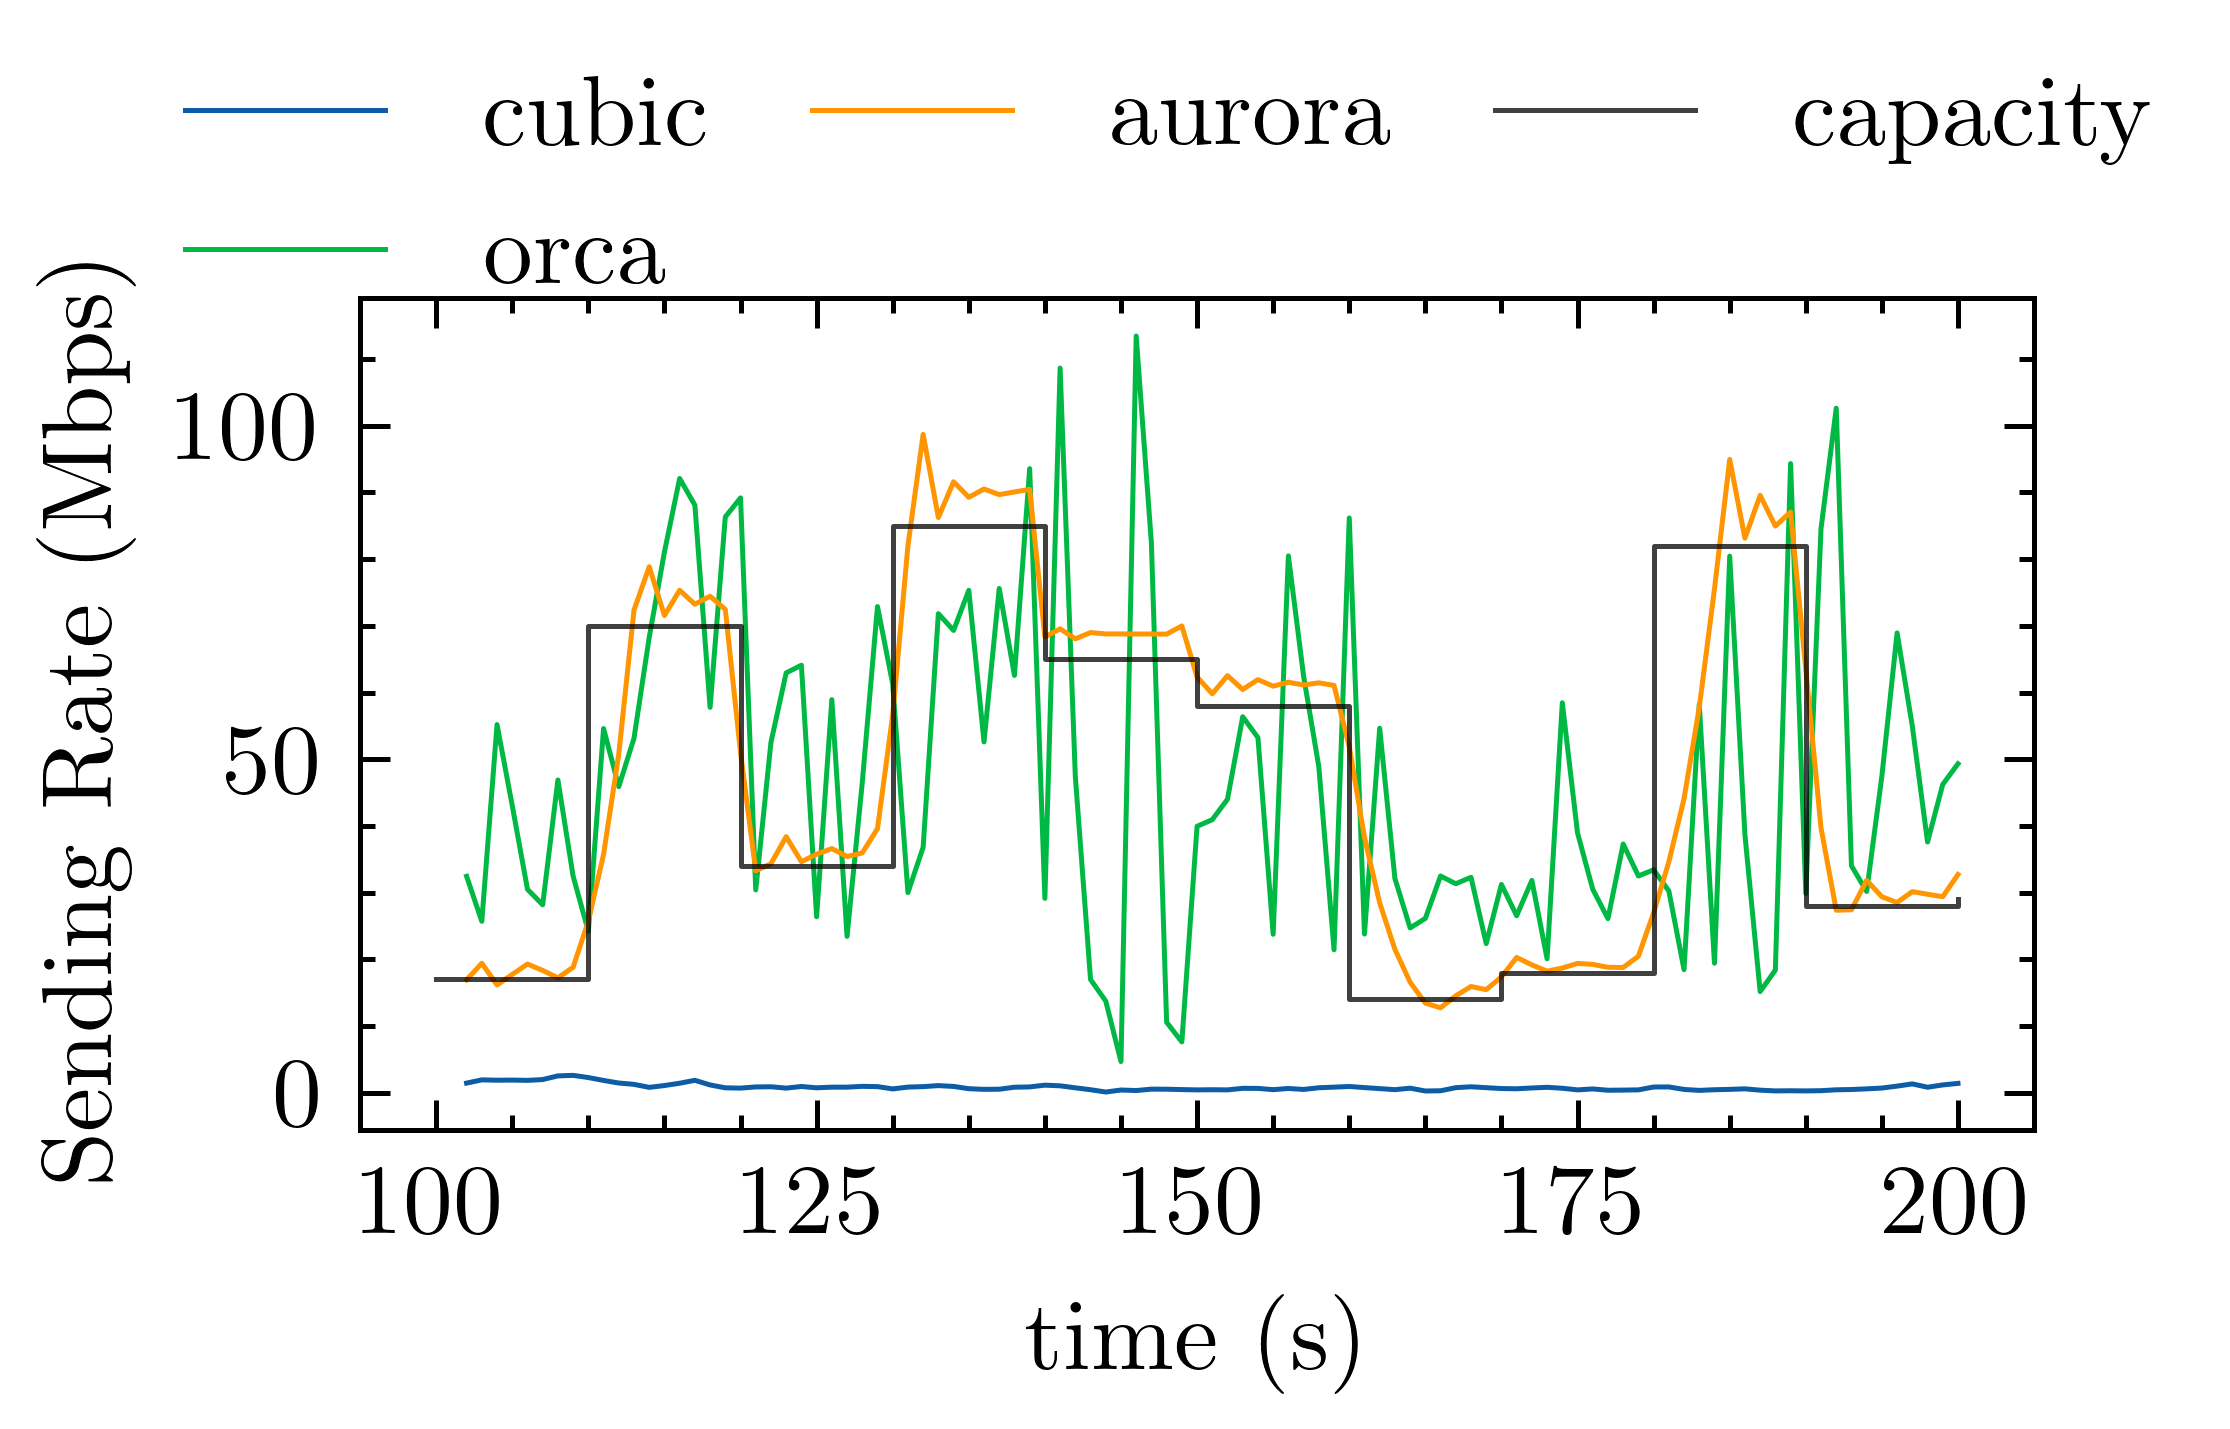 cubic aurora capacity
orca
Sending Rate (Mbps)
100
50
0
100 125 150 175 200
time (s)